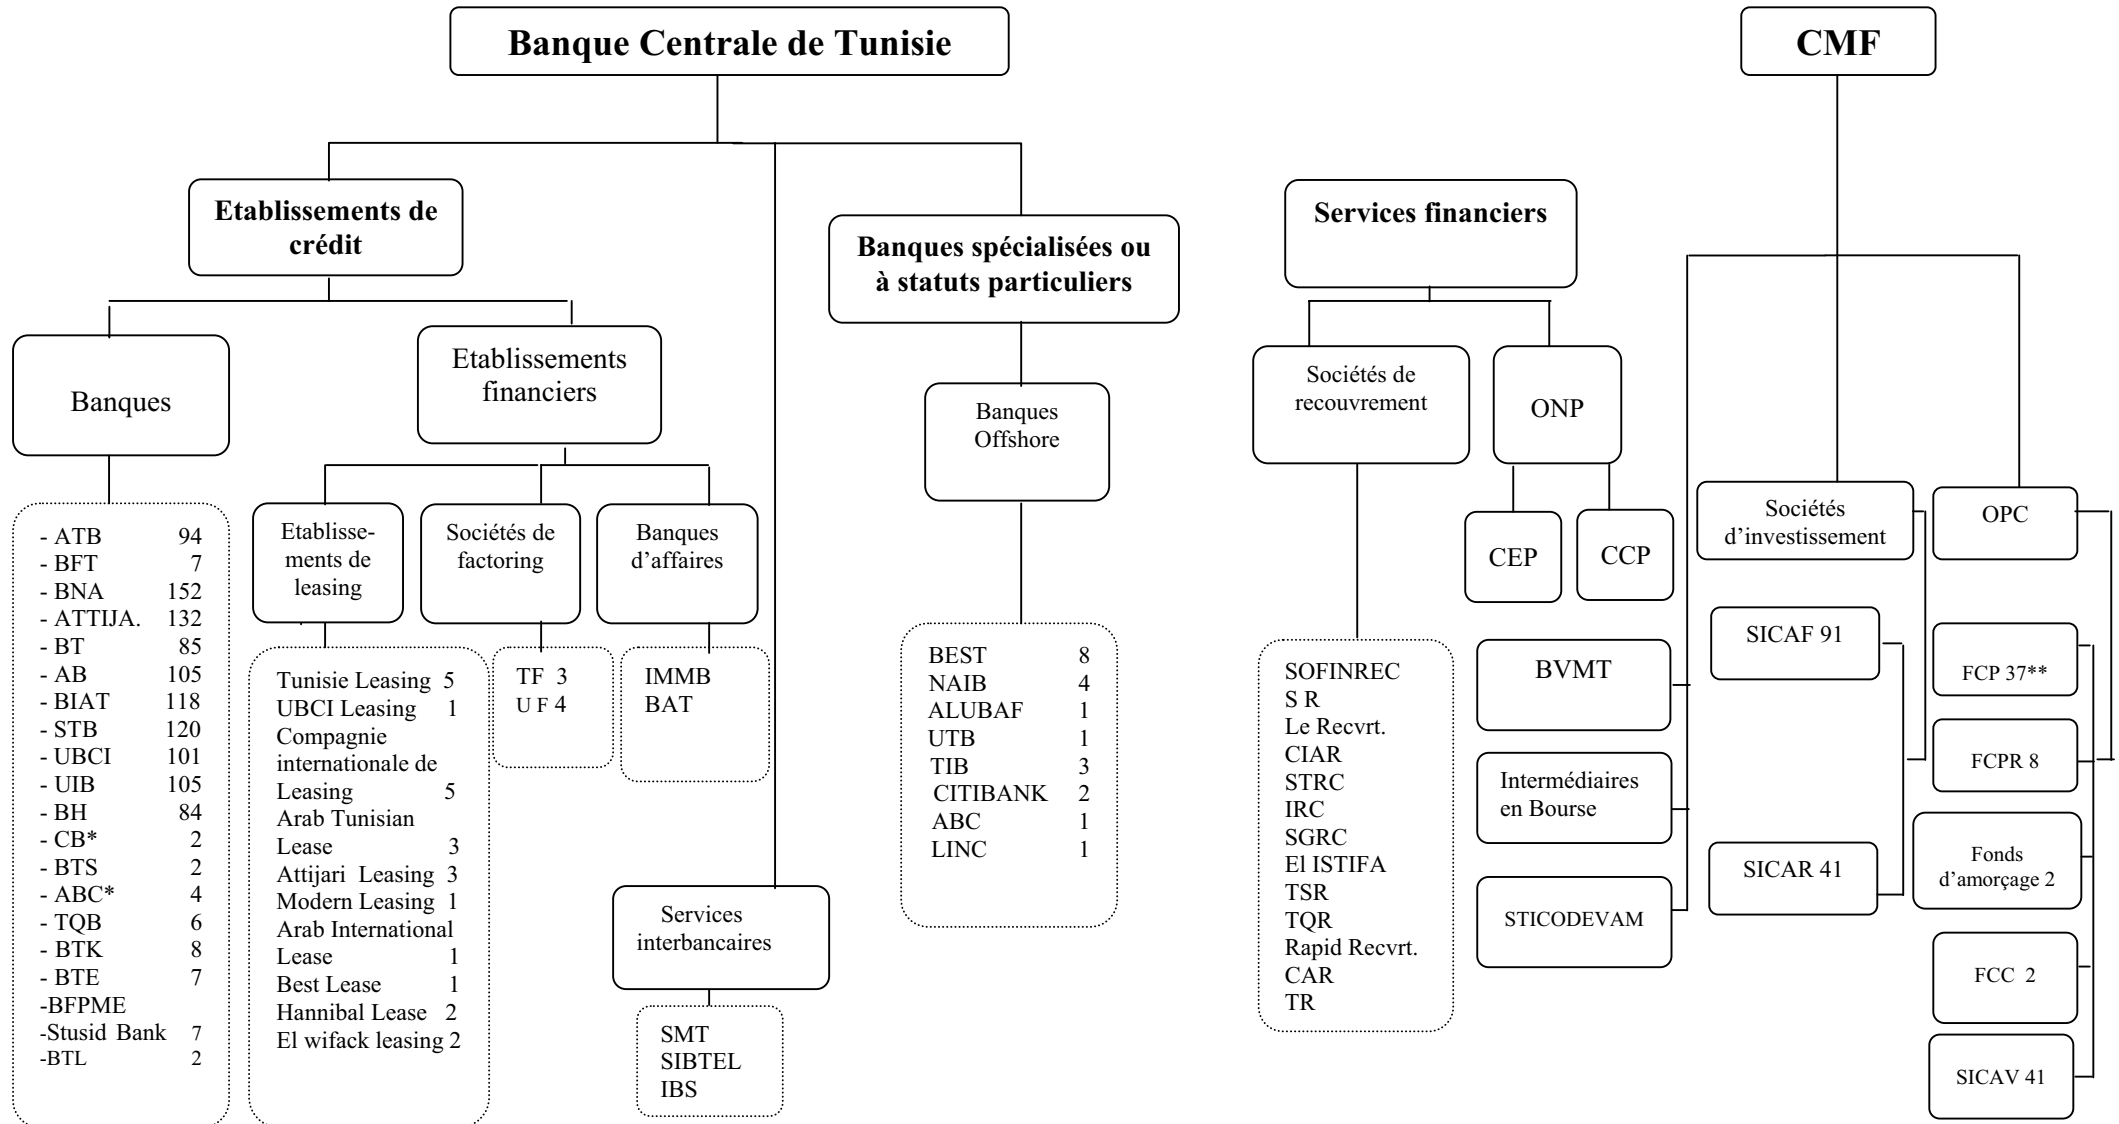 Banque Centrale de Tunisie
CMF
Etablissements de
crédit
Banques spécialisées ou
à statuts particuliers
Services financiers
Banques
Etablissements
financiers
Banques
Offshore
Sociétés de
recouvrement
ONP
CEP
CCP
Sociétés
d’investissement
OPC
- ATB 94
- BFT 7
- BNA 152
- ATTIJA. 132
- BT 85
- AB 105
- BIAT 118
- STB 120
- UBCI 101
- UIB 105
- BH 84
- CB* 2
- BTS 2
- ABC* 4
- TQB 6
- BTK 8
- BTE 7
-BFPME
-Stusid Bank 7
-BTL 2
Etablisse-
ments de
leasing
Sociétés de
factoring
Banques
d’affaires
Tunisie Leasing 5
UBCI Leasing 1
Compagnie
internationale de
Leasing 5
Arab Tunisian
Lease 3
Attijari Leasing 3
Modern Leasing 1
Arab International
Lease 1
Best Lease 1
Hannibal Lease 2
El wifack leasing 2
TF 3
U F 4
IMMB
BAT
Services
interbancaires
SMT
SIBTEL
IBS
BEST 8
NAIB 4
ALUBAF 1
UTB 1
TIB 3
CITIBANK 2
ABC 1
LINC 1
SOFINREC
S R
Le Recvrt.
CIAR
STRC
IRC
SGRC
El ISTIFA
TSR
TQR
Rapid Recvrt.
CAR
TR
BVMT
Intermédiaires
en Bourse
STICODEVAM
SICAF 91
SICAR 41
FCP 37**
FCPR 8
Fonds
d’amorçage 2
FCC 2
SICAV 41